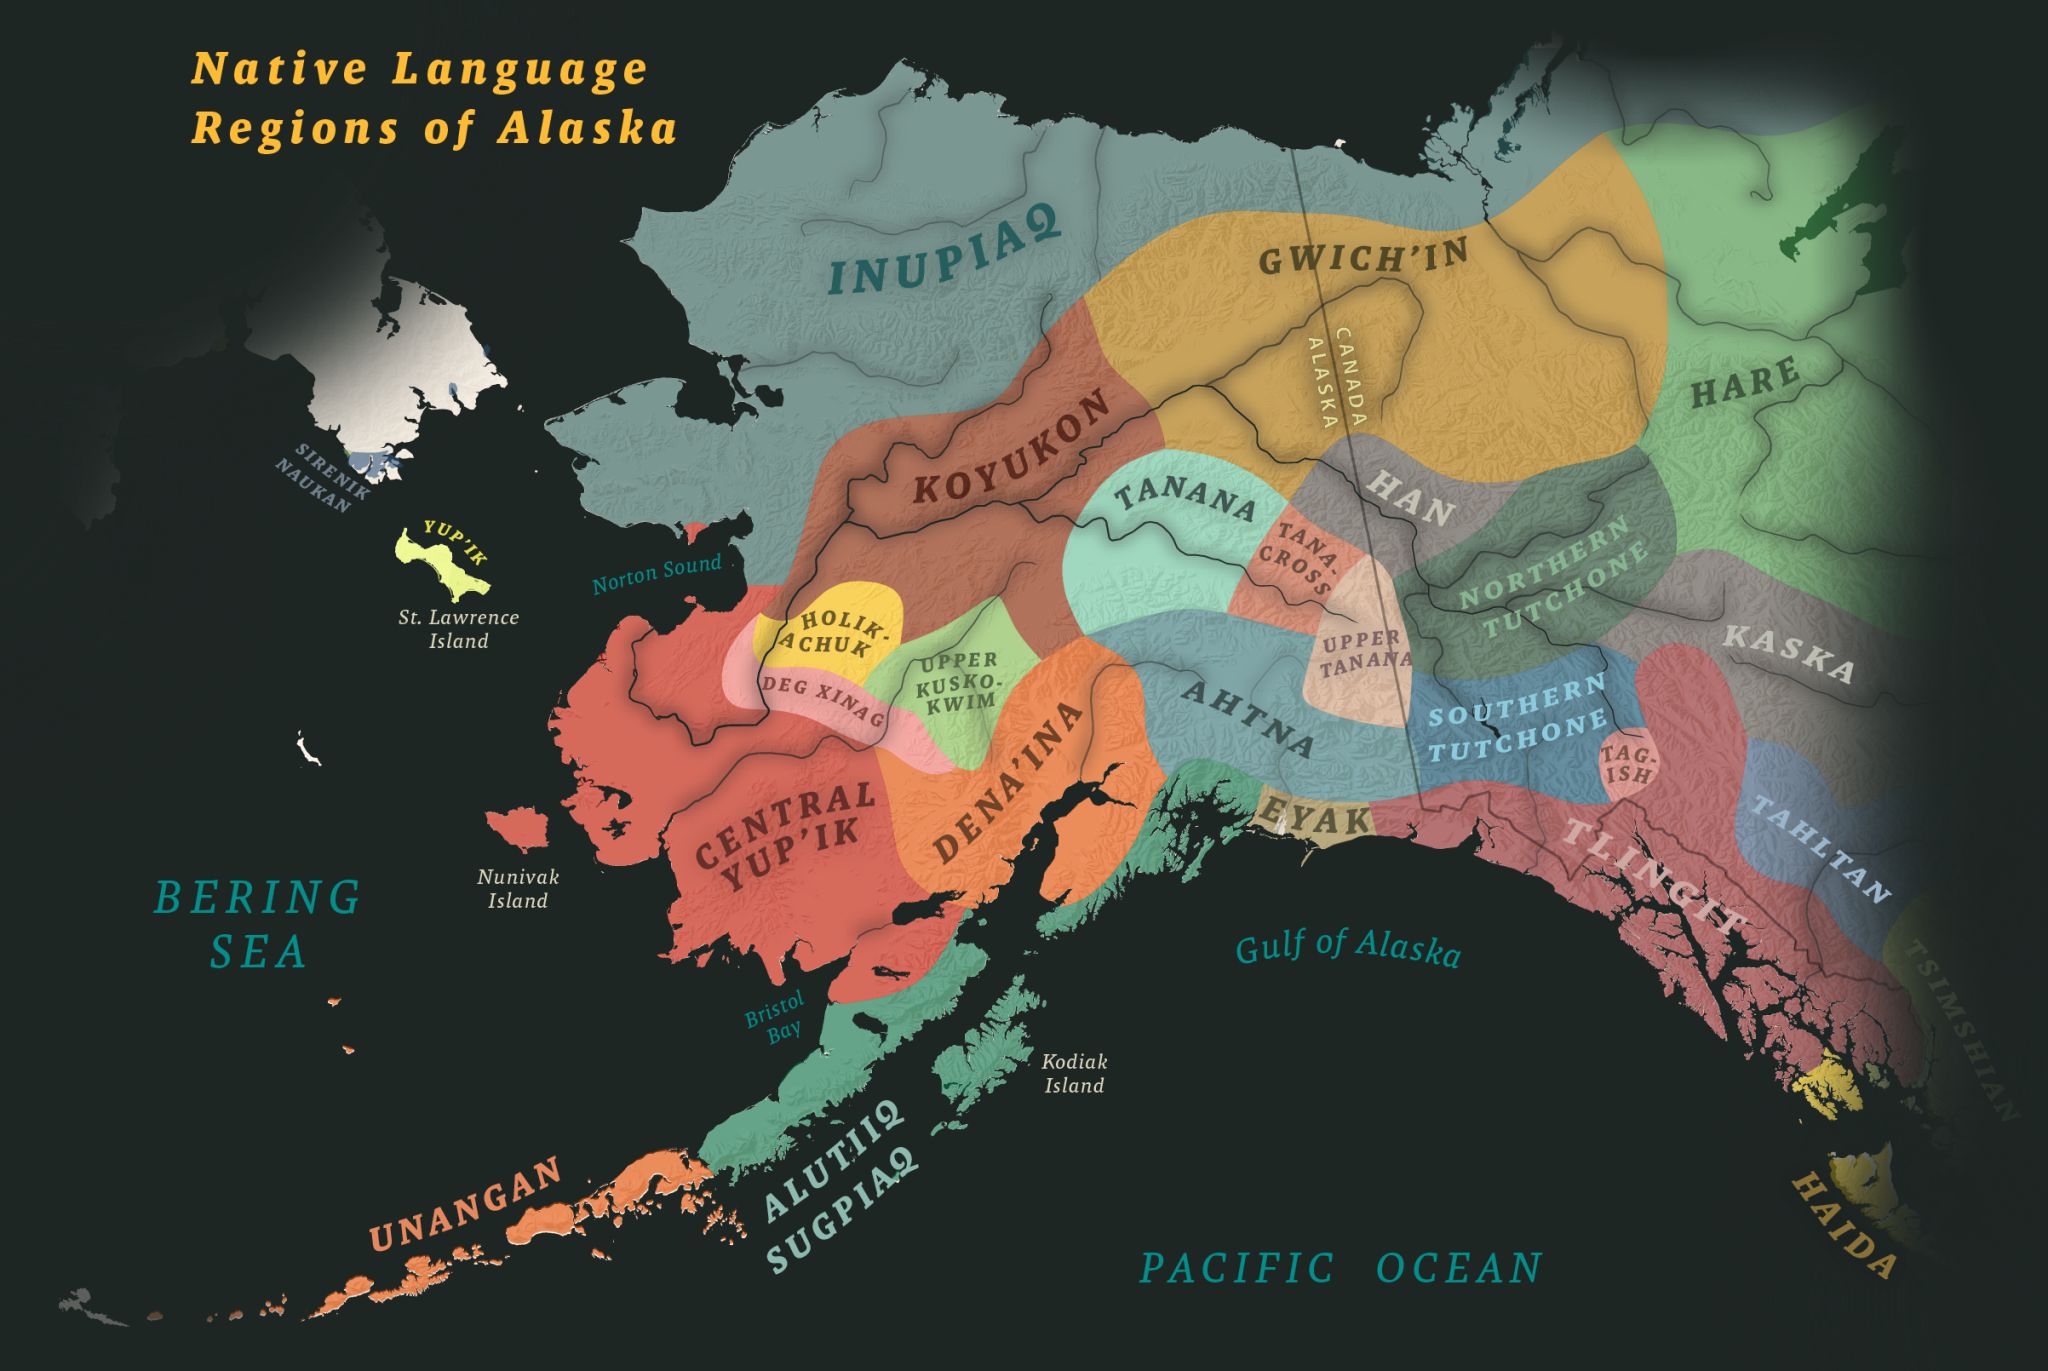 Native Language
Regions of Alaska
INUPIAQ
GWICH'IN
CANADA
ALASKA
HARE
KOYUKON
TANANA
HAN
TANA-
CROSS
NORTHERN
TUTCHONE
SIRENIK
NAUKAN
YUP'IK
St. Lawrence
Island
Norton Sound
HOLIK-
ACHUK
DEG XINAG
UPPER
KUSKO-
KWIM
UPPER
TANANA
KASKA
AHTNA
SOUTHERN
TUTCHONE
TAG-
ISH
DENA'INA
CENTRAL
YUP'IK
EYAK
TLINGIT
TAHLTAN
TSIMSHIAN
Nunivak
Island
BERING
SEA
Gulf of Alaska
Bristol
Bay
Kodiak
Island
ALUTIIQ
SUGPIAQ
UNANGAN
PACIFIC OCEAN
HAIDA